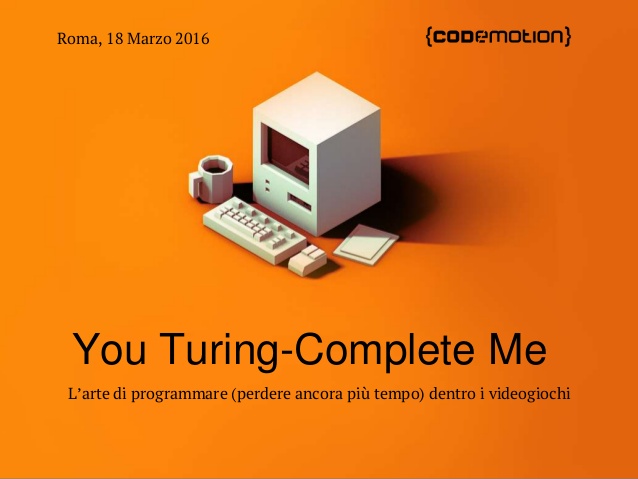 Roma, 18 Marzo 2016
{CODEMOTION}
You Turing-Complete Me
L’arte di programmare (perdere ancora più tempo) dentro i videogiochi